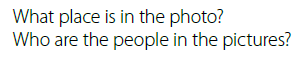 What place is in the photo?
Who are the people in the pictures?